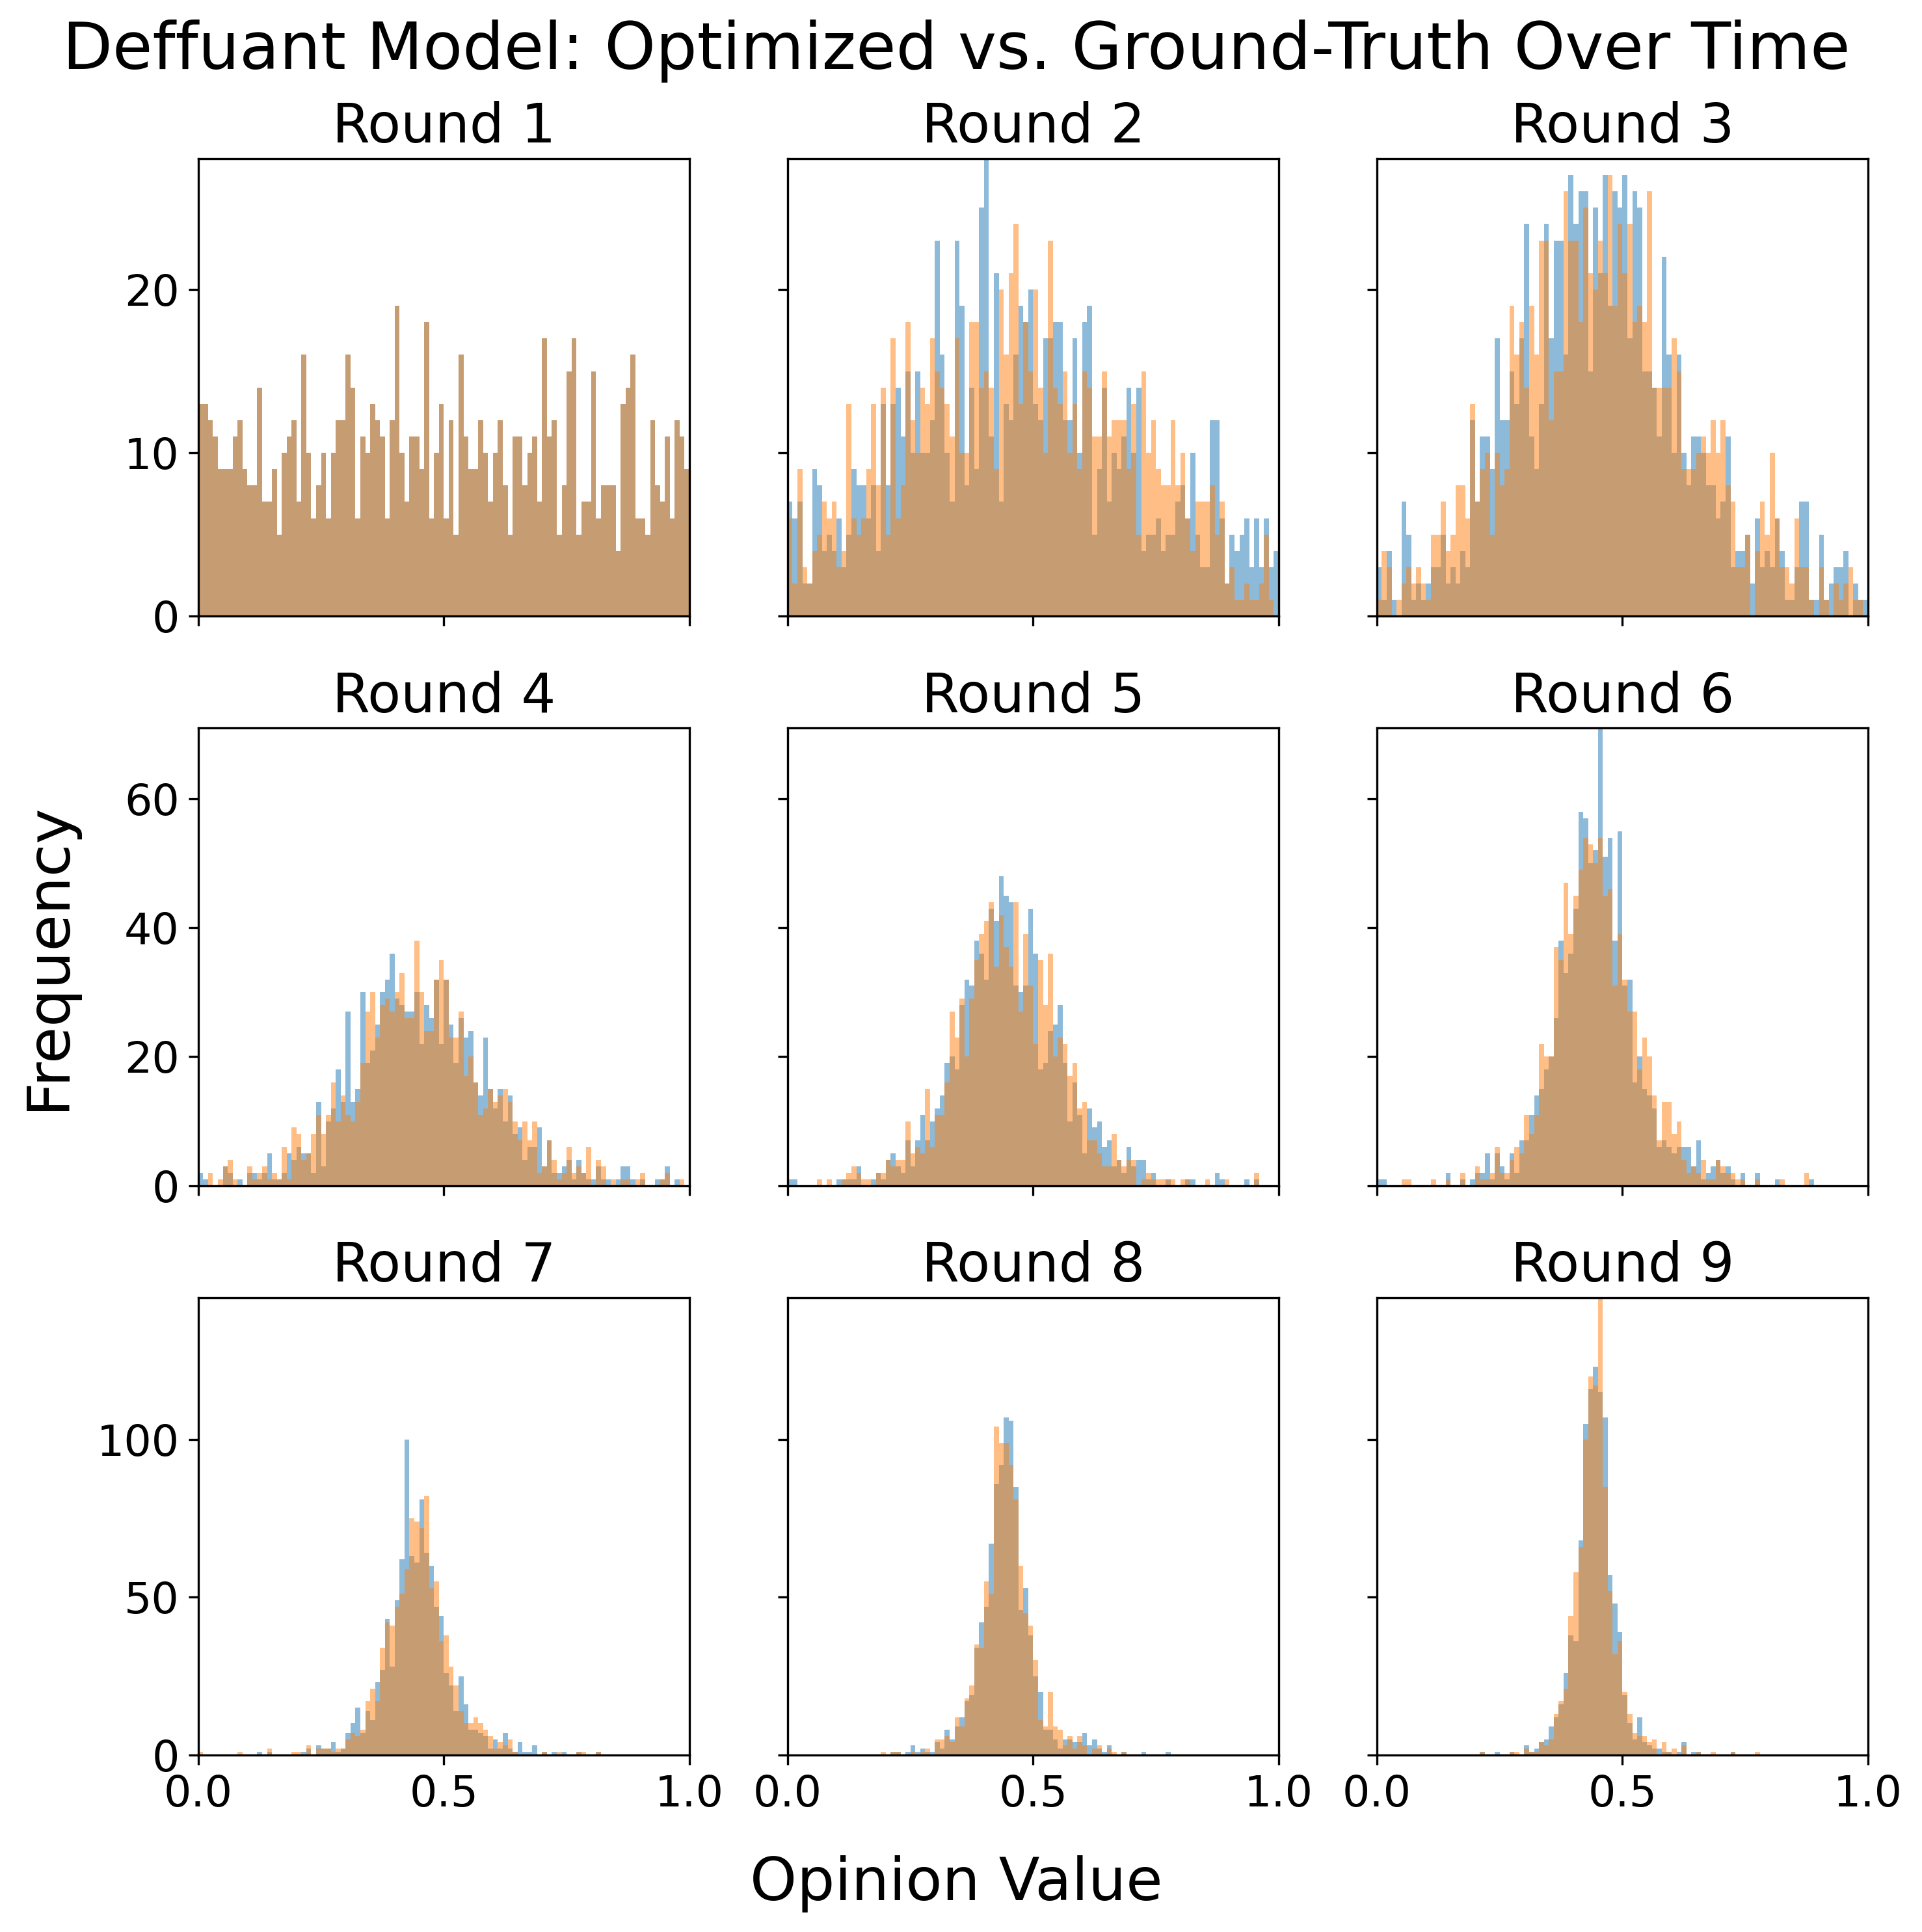 Deffuant Model: Optimized vs. Ground-Truth Over Time
Round 1
Round 2
Round 3
20
10
0
Round 4
Round 5
Round 6
60
40
20
0
Frequency
Round 7
Round 8
Round 9
100
50
0
0.0 0.5 1.0 0.0 0.5 1.0 0.0 0.5 1.0
Opinion Value